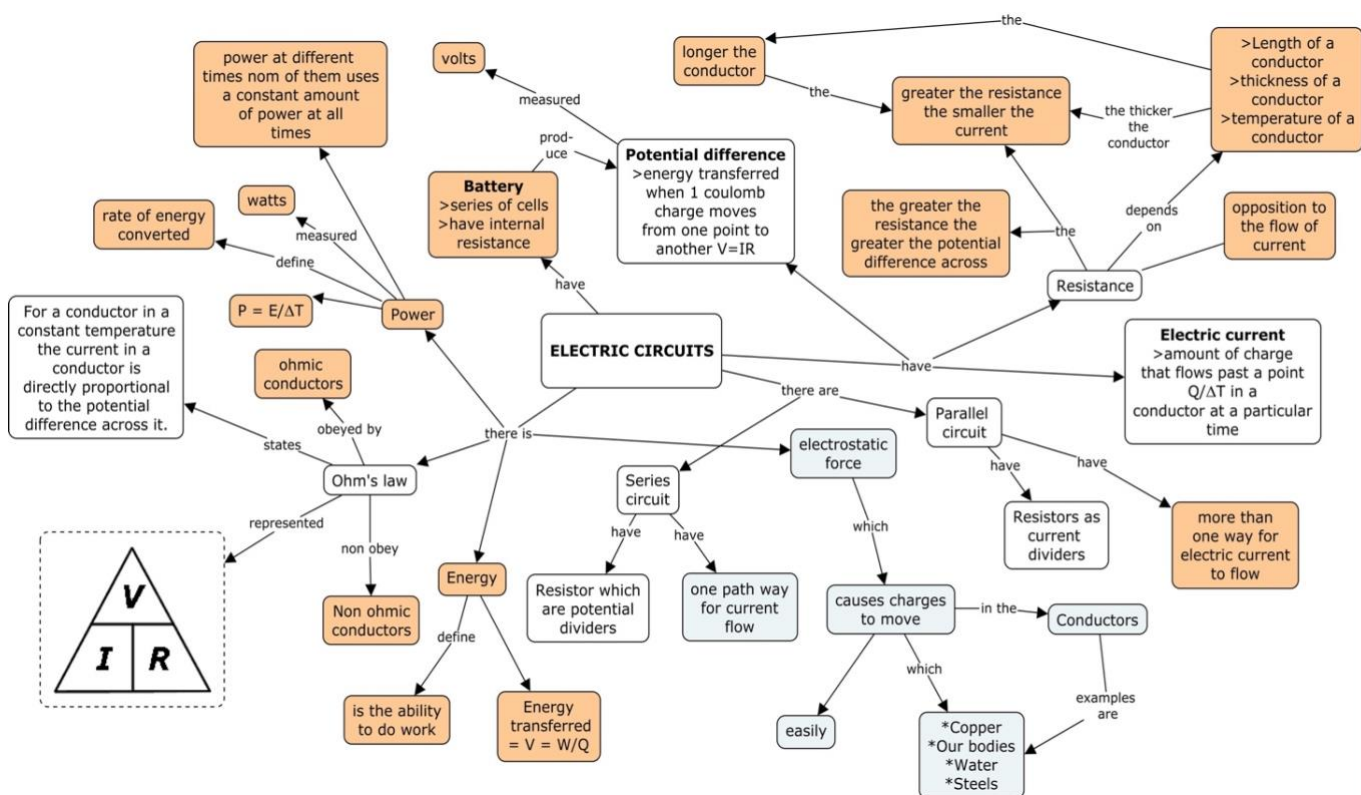 power at different
times nom of them uses
a constant amount
of power at all
times
volts
measured
longer the
conductor
the
the
>Length of a
conductor
>thickness of a
conductor
>temperature of a
conductor
greater the resistance
the smaller the
current
the thicker
the
conductor
prod-
uce
Potential difference
>energy transferred
when 1 coulomb
charge moves
from one point to
another V=IR
Battery
>series of cells
>have internal
resistance
have
watts
measured
rate of energy
converted
define
P = E/ΔT
Power
the greater the
resistance the
greater the potential
difference across
the
depends
on
opposition to
the flow of
current
Resistance
For a conductor in a
constant temperature
the current in a
conductor is
directly proportional
to the potential
difference across it.
ELECTRIC CIRCUITS
have
Electric current
>amount of charge
that flows past a point
Q/ΔT in a
conductor at a particular
time
ohmic
conductors
obeyed by
states
there is
there are
Parallel
circuit
have
have
Ohm's law
represented
non obey
electrostatic
force
Series
circuit
have
have
which
Resistors as
current
dividers
more than
one way for
electric current
to flow
V
I
R
Non ohmic
conductors
Energy
define
Resistor which
are potential
dividers
one path way
for current
flow
causes charges
to move
in the
Conductors
which
examples
are
is the ability
to do work
Energy
transferred
= V = W/Q
easily
*Copper
*Our bodies
*Water
*Steels